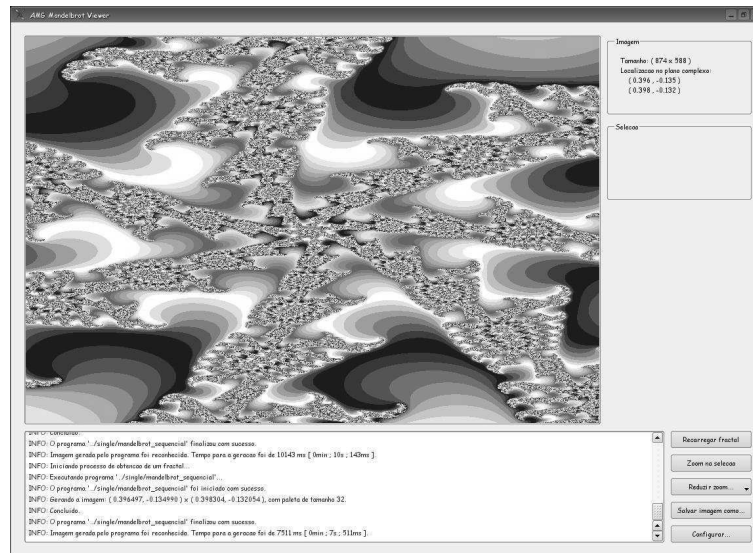 AMG Mandelbrot Viewer
Imagem
Tamanho: ( 874 x 588 )
Localizacao no plano complexo:
( 0.396 , -0.135 )
( 0.398 , -0.132 )
Selecao
INFO: Concluido.
INFO: O programa '../single/mandelbrot_sequencial' finalizou com sucesso.
INFO: Imagem gerada pelo programa foi reconhecida. Tempo para a geracao foi de 10143 ms [ 0min ; 10s ; 143ms ].
INFO: Iniciando processo de obtencao de um fractal...
INFO: Executando programa '../single/mandelbrot_sequencial'...
INFO: O programa '../single/mandelbrot_sequencial' foi iniciado com sucesso.
INFO: Gerando a imagem: ( 0.396497, -0.134990 ) x ( 0.398304, -0.132054 ), com paleta de tamanho 32.
INFO: Concluido.
INFO: O programa '../single/mandelbrot_sequencial' finalizou com sucesso.
INFO: Imagem gerada pelo programa foi reconhecida. Tempo para a geracao foi de 7511 ms [ 0min ; 7s ; 511ms ].
Recarregar fractal
Zoom na selecao
Reduzir zoom...
Salvar imagem como...
Configurar...